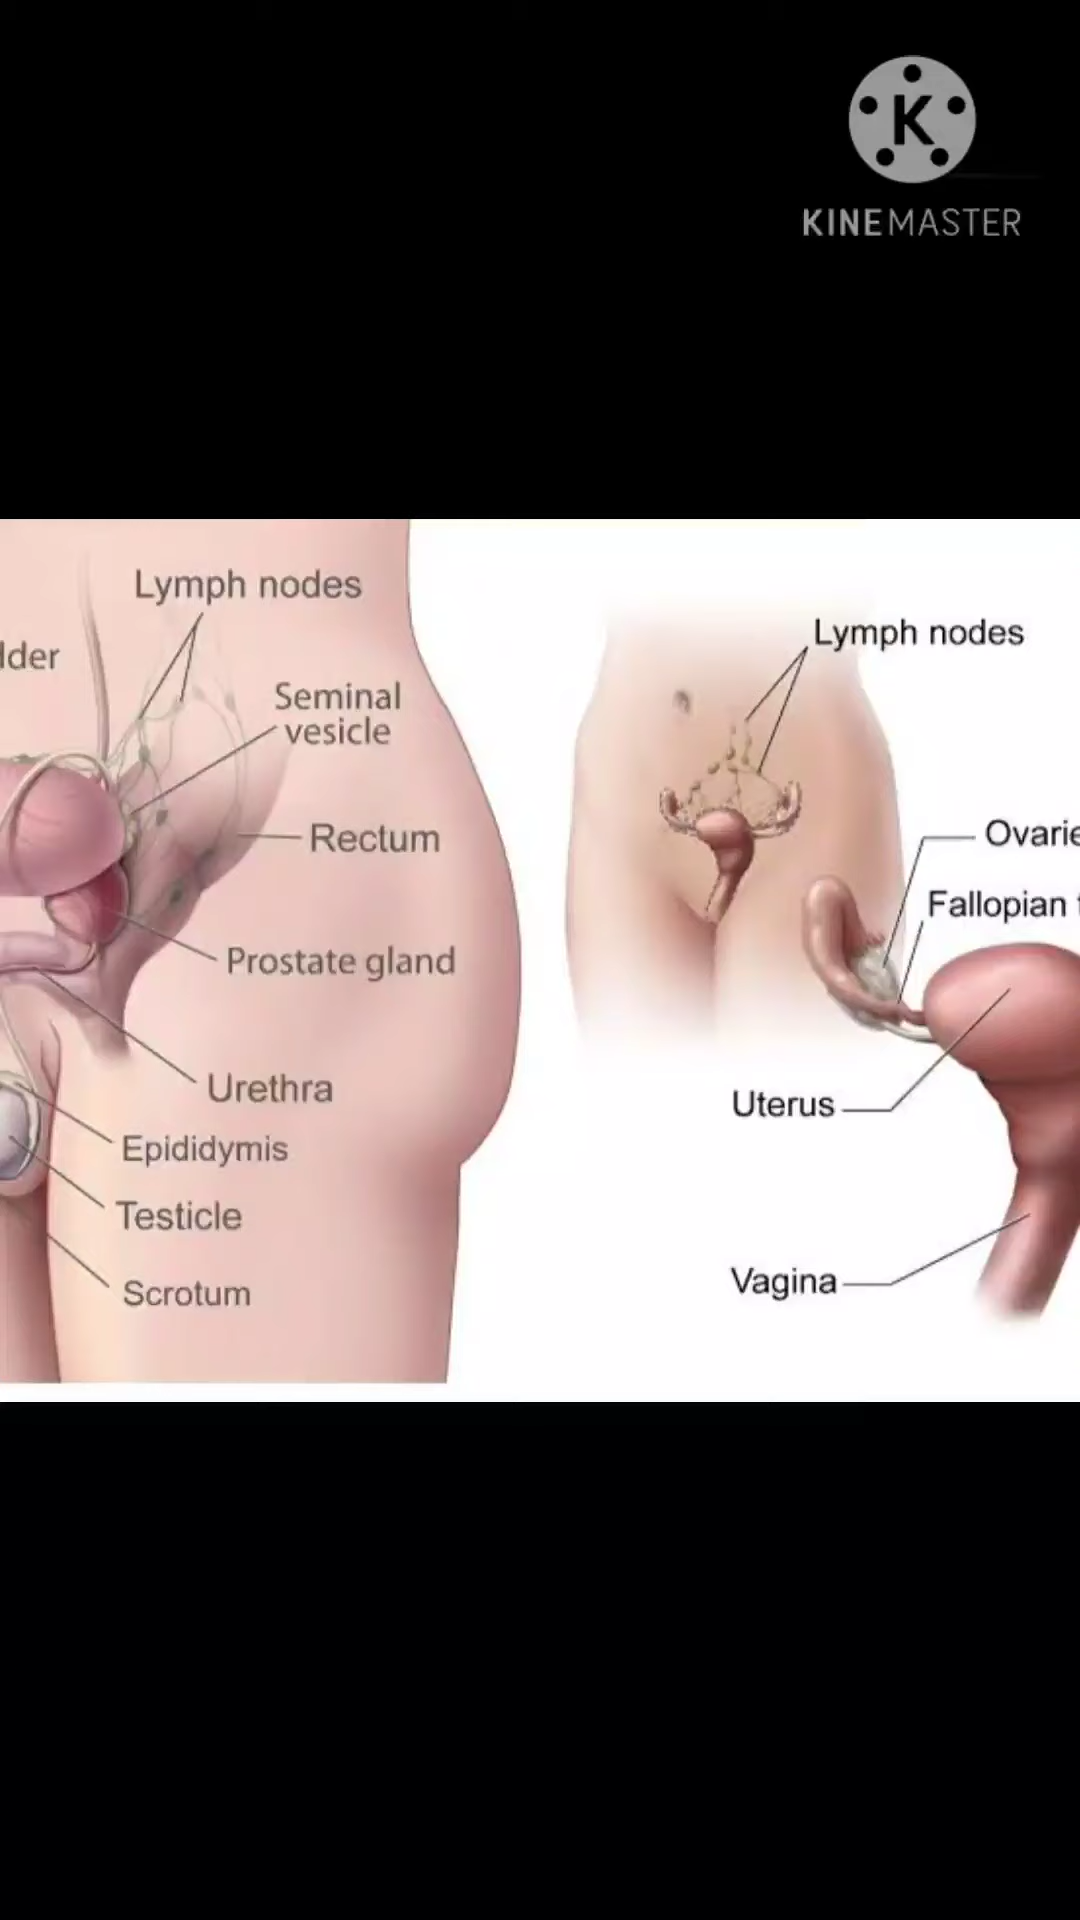 K
KINEMASTER
Lymph nodes
lder
Seminal
vesicle
Rectum
Prostate gland
Urethra
Epididymis
Testicle
Scrotum
Lymph nodes
Ovarie
Fallopian
Uterus
Vagina